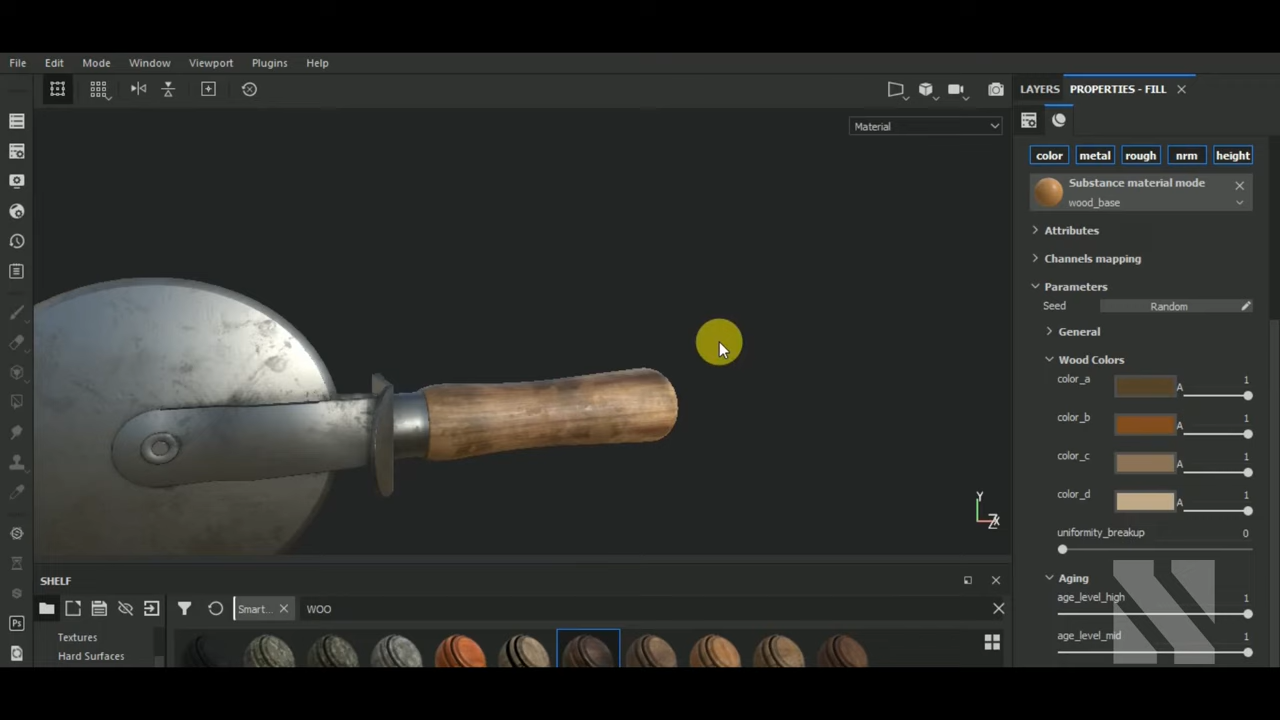 File Edit Mode Window Viewport Plugins Help
LAYERS PROPERTIES - FILL
Material
color metal rough nrm height
Substance material mode
wood_base
Attributes
Channels mapping
Parameters
Seed Random
General
Wood Colors
color_a A 1
color_b A 1
color_c A 1
color_d A 1
uniformity_breakup 0
Aging
age_level_high 1
age_level_mid 1
Y
Z X
SHELF
Smart... WOO
Textures
Hard Surfaces
Ps